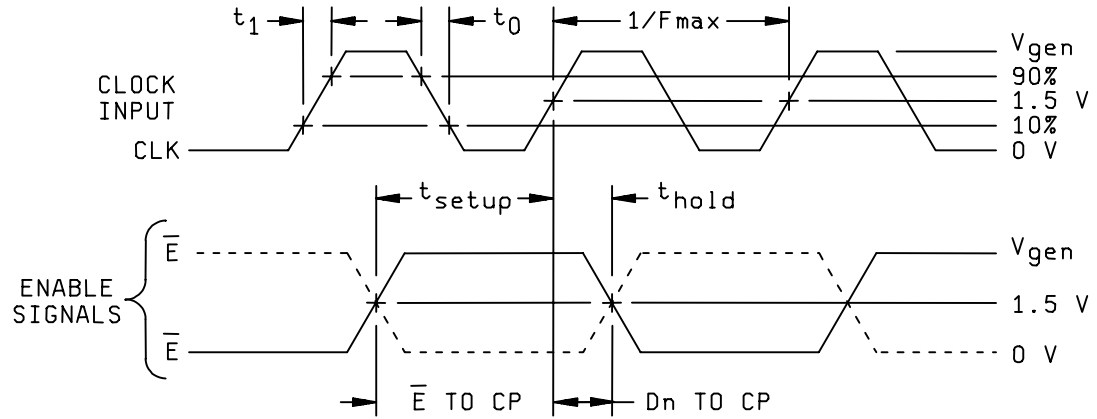 t1 t0 1/Fmax
Vgen
90%
1.5 V
10%
0 V
CLOCK
INPUT
CLK
tsetup thold
E̅
E̅
ENABLE
SIGNALS
Vgen
1.5 V
0 V
E̅ TO CP Dn TO CP